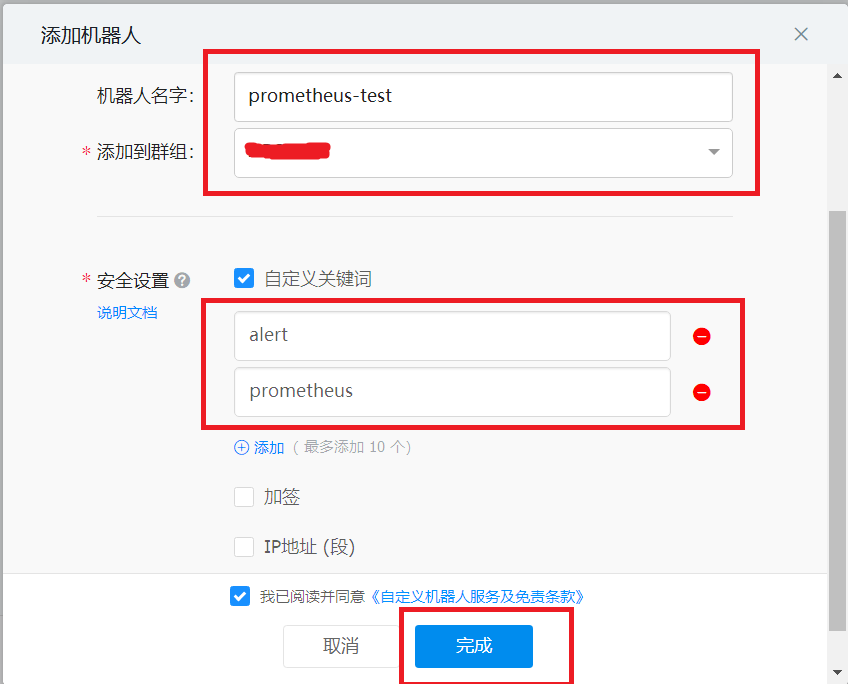 添加机器人
机器人名字: prometheus-test
* 添加到群组:
* 安全设置 ? 自定义关键词
说明文档
alert
prometheus
添加 ( 最多添加 10 个)
加签
IP地址 (段)
我已阅读并同意《自定义机器人服务及免责条款》
取消 完成